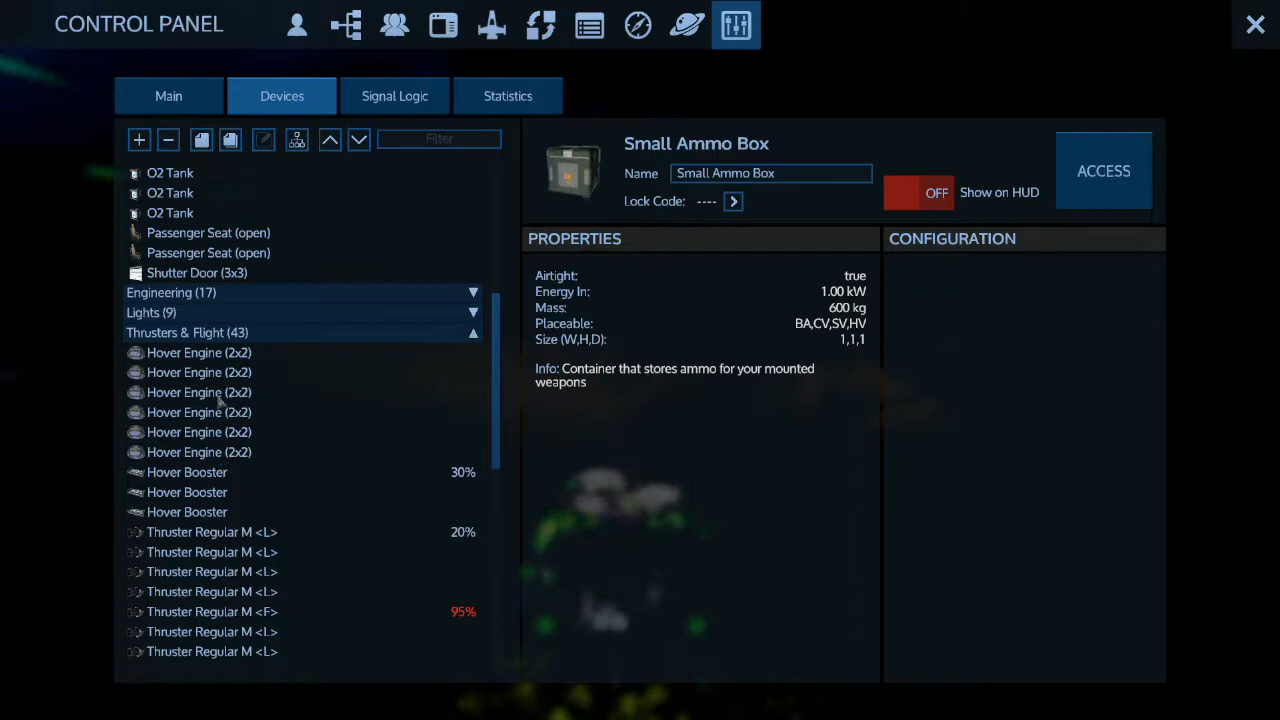 CONTROL PANEL
Main
Devices
Signal Logic
Statistics
Filter
O2 Tank
O2 Tank
O2 Tank
Passenger Seat (open)
Passenger Seat (open)
Shutter Door (3x3)
Engineering (17)
Lights (9)
Thrusters & Flight (43)
Hover Engine (2x2)
Hover Engine (2x2)
Hover Engine (2x2)
Hover Engine (2x2)
Hover Engine (2x2)
Hover Engine (2x2)
Hover Booster 30%
Hover Booster
Hover Booster
Thruster Regular M <L> 20%
Thruster Regular M <L>
Thruster Regular M <L>
Thruster Regular M <L>
Thruster Regular M <F> 95%
Thruster Regular M <L>
Thruster Regular M <L>
Small Ammo Box
Name Small Ammo Box
Lock Code: ----
OFF Show on HUD
ACCESS
PROPERTIES
Airtight: true
Energy In: 1.00 kW
Mass: 600 kg
Placeable: BA,CV,SV,HV
Size (W,H,D): 1,1,1
Info: Container that stores ammo for your mounted
weapons
CONFIGURATION